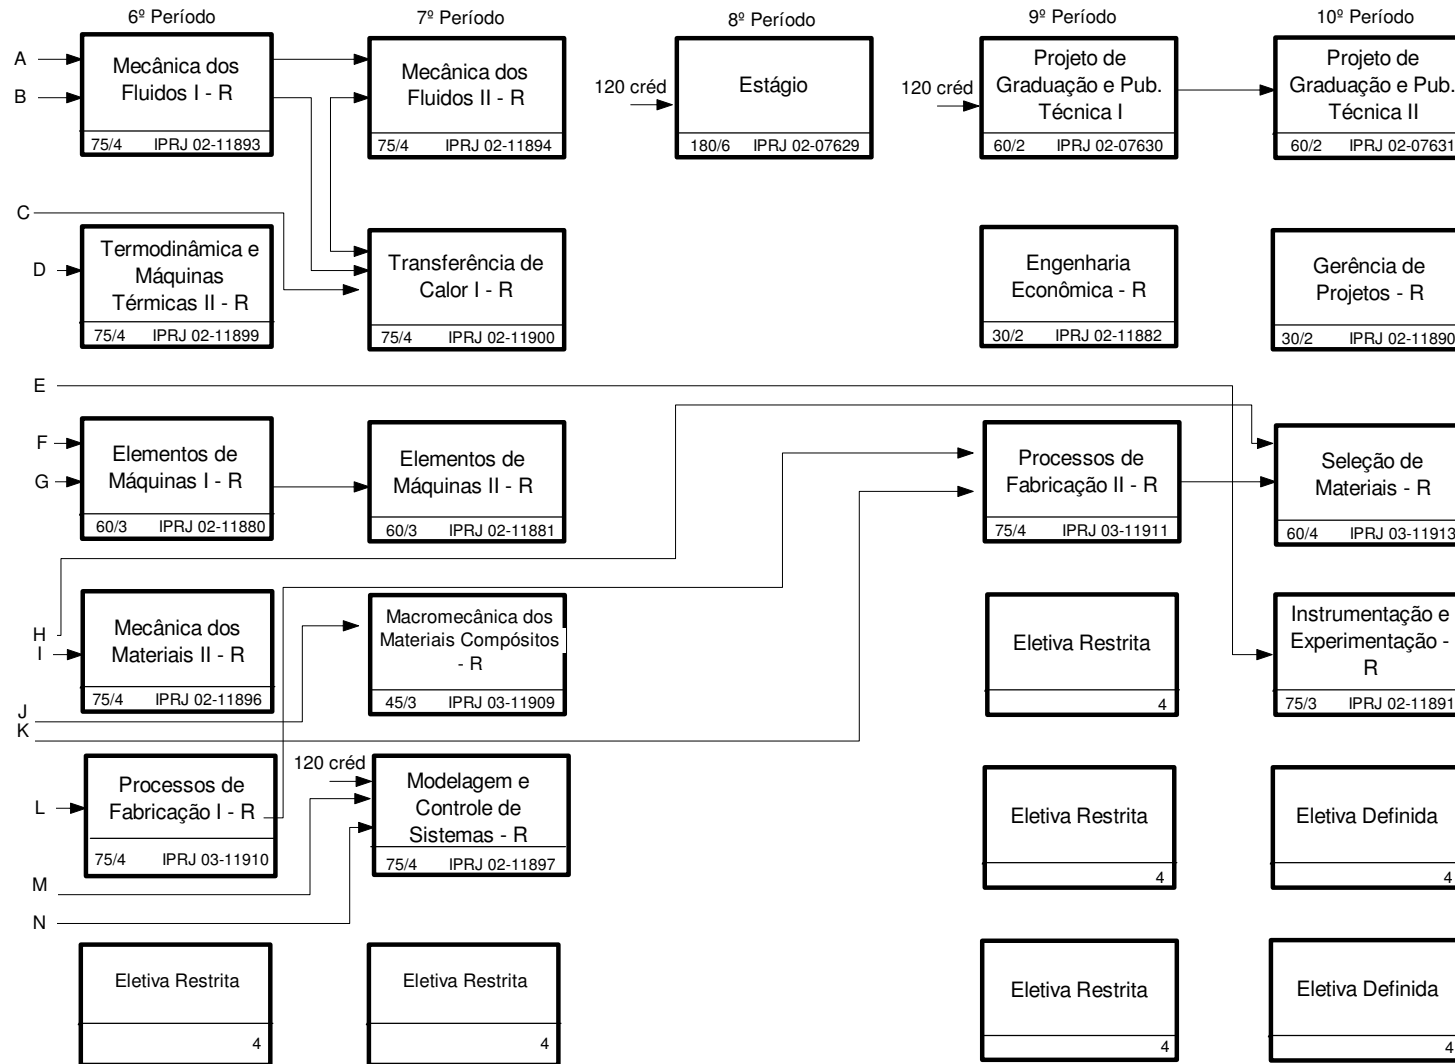 6º Período
7º Período
8º Período
9º Período
10º Período
A
B
Mecânica dos
Fluidos I - R
75/4 IPRJ 02-11893
Mecânica dos
Fluidos II - R
75/4 IPRJ 02-11894
120 créd
Estágio
180/6 IPRJ 02-07629
120 créd
Projeto de
Graduação e Pub.
Técnica I
60/2 IPRJ 02-07630
Projeto de
Graduação e Pub.
Técnica II
60/2 IPRJ 02-07631
C
D
Termodinâmica e
Máquinas
Térmicas II - R
75/4 IPRJ 02-11899
Transferência de
Calor I - R
75/4 IPRJ 02-11900
Engenharia
Econômica - R
30/2 IPRJ 02-11882
Gerência de
Projetos - R
30/2 IPRJ 02-11890
E
F
G
Elementos de
Máquinas I - R
60/3 IPRJ 02-11880
Elementos de
Máquinas II - R
60/3 IPRJ 02-11881
Processos de
Fabricação II - R
75/4 IPRJ 03-11911
Seleção de
Materiais - R
60/4 IPRJ 03-11913
H
I
Mecânica dos
Materiais II - R
75/4 IPRJ 02-11896
Macromecânica dos
Materiais Compósitos
- R
45/3 IPRJ 03-11909
Eletiva Restrita
4
Instrumentação e
Experimentação -
R
75/3 IPRJ 02-11891
J
K
L
Processos de
Fabricação I - R
75/4 IPRJ 03-11910
120 créd
Modelagem e
Controle de
Sistemas - R
75/4 IPRJ 02-11897
Eletiva Restrita
4
Eletiva Definida
4
M
N
Eletiva Restrita
4
Eletiva Restrita
4
Eletiva Restrita
4
Eletiva Definida
4